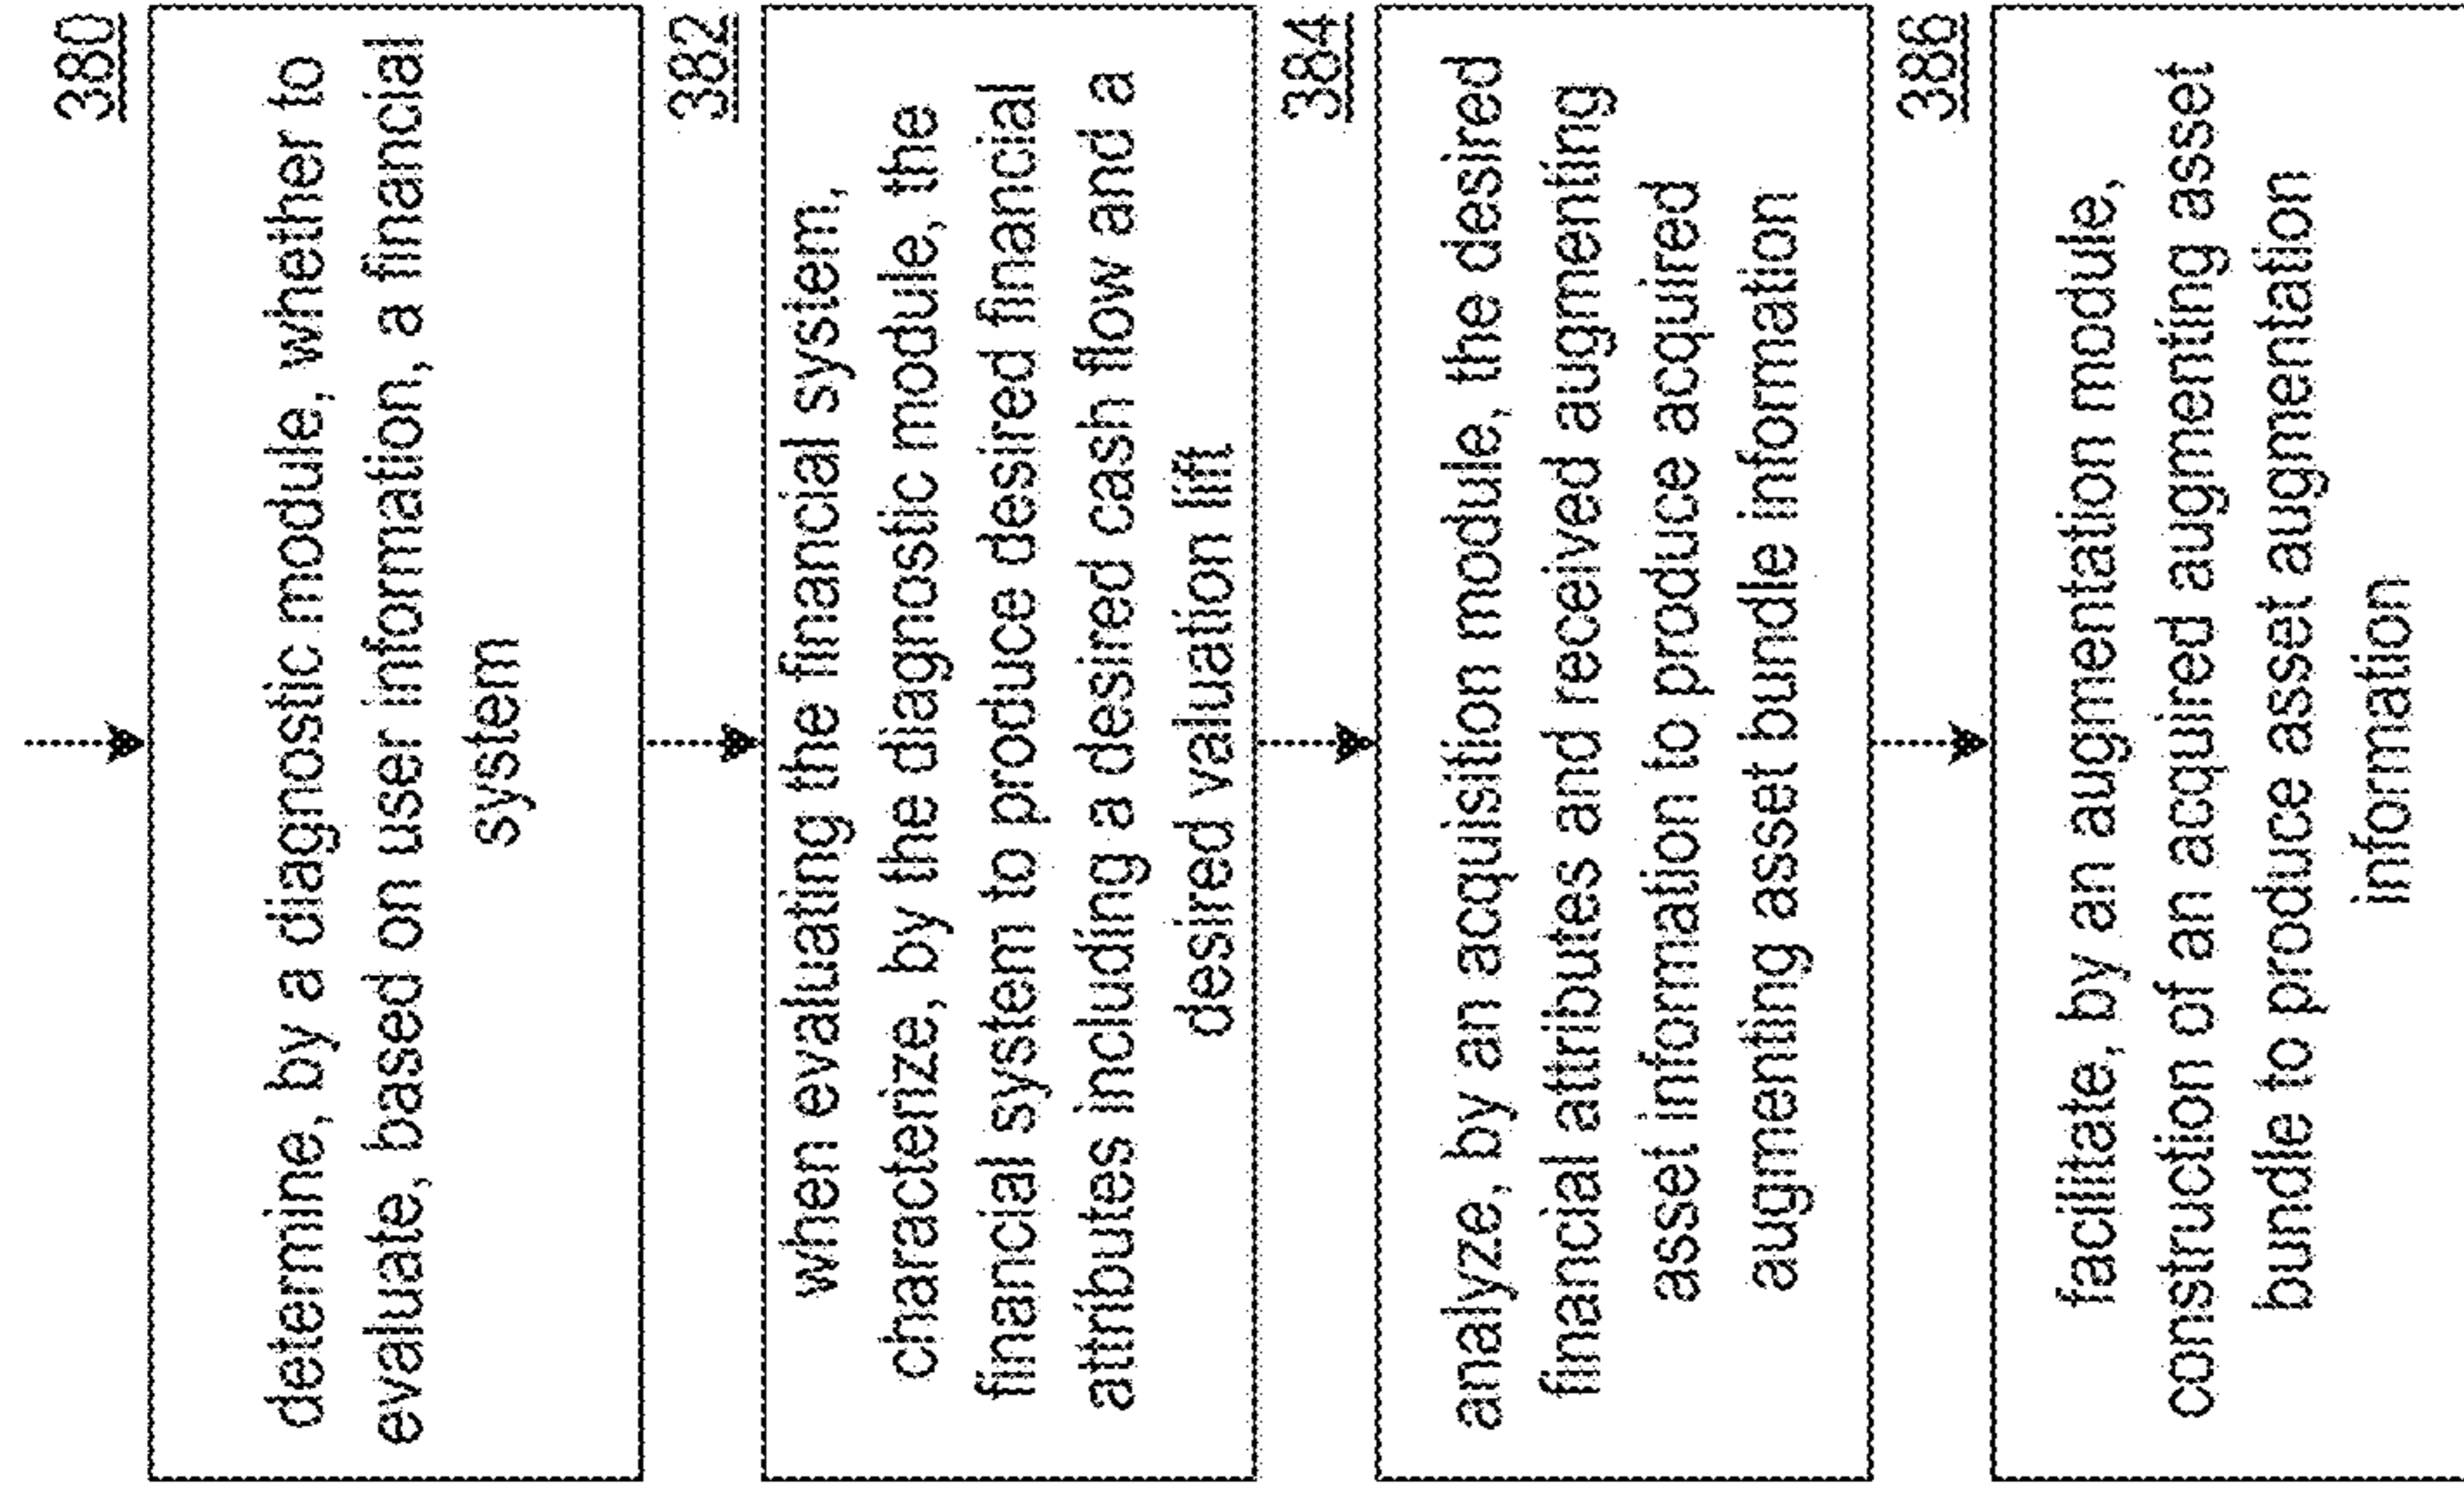 380
determine, by a diagnostic module, whether to
evaluate, based on user information, a financial
system
382
when evaluating the financial system,
characterize, by the diagnostic module, the
financial system to produce desired financial
attributes including a desired cash flow and a
desired valuation lift
384
analyze, by an acquisition module, the desired
financial attributes and received augmenting
asset information to produce acquired
augmenting asset bundle information
386
facilitate, by an augmentation module,
construction of an acquired augmenting asset
bundle to produce asset augmentation
information